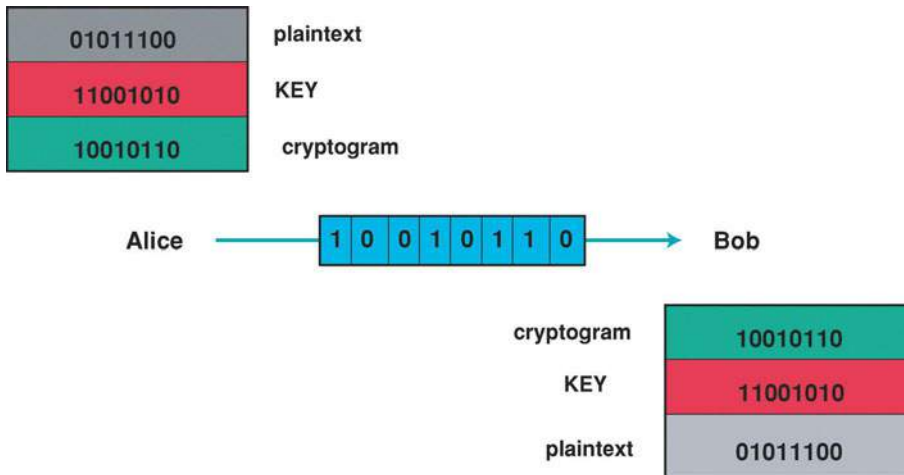 01011100 plaintext
11001010 KEY
10010110 cryptogram
Alice 1 0 0 1 0 1 1 0 Bob
cryptogram 10010110
KEY 11001010
plaintext 01011100